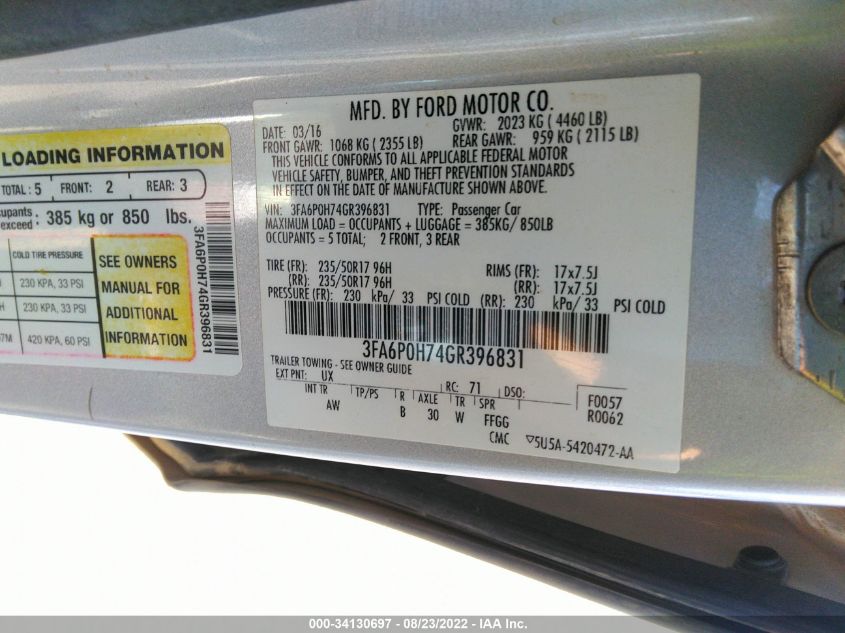 MFD. BY FORD MOTOR CO.
DATE: 03/16 GVWR: 2023 KG ( 4460 LB)
FRONT GAWR: 1068 KG ( 2355 LB) REAR GAWR: 959 KG ( 2115 LB)
THIS VEHICLE CONFORMS TO ALL APPLICABLE FEDERAL MOTOR
VEHICLE SAFETY, BUMPER, AND THEFT PREVENTION STANDARDS
IN EFFECT ON THE DATE OF MANUFACTURE SHOWN ABOVE.
VIN: 3FA6P0H74GR396831 TYPE: Passenger Car
MAXIMUM LOAD = OCCUPANTS + LUGGAGE = 385KG/ 850LB
OCCUPANTS = 5 TOTAL; 2 FRONT, 3 REAR
TIRE (FR): 235/50R17 96H RIMS (FR): 17x7.5J
(RR): 235/50R17 96H (RR): 17x7.5J
PRESSURE (FR): 230 kPa/ 33 PSI COLD (RR): 230 kPa/ 33 PSI COLD
3FA6P0H74GR396831
TRAILER TOWING - SEE OWNER GUIDE
EXT PNT: UX RC: 71 DSO:
INT TR TP/PS R AXLE TR SPR
AW B 30 W FFGG
F0057
R0062
CMC ▽5U5A-5420472-AA
LOADING INFORMATION
TOTAL: 5 FRONT: 2 REAR: 3
385 kg or 850 lbs.
COLD TIRE PRESSURE
230 KPA, 33 PSI
230 KPA, 33 PSI
420 KPA, 60 PSI
SEE OWNERS
MANUAL FOR
ADDITIONAL
INFORMATION
3FA6P0H74GR396831
000-34130697 - 08/23/2022 - IAA Inc.